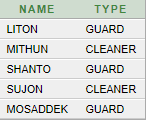 NAME TYPE
LITON GUARD
MITHUN CLEANER
SHANTO GUARD
SUJON CLEANER
MOSADDEK GUARD